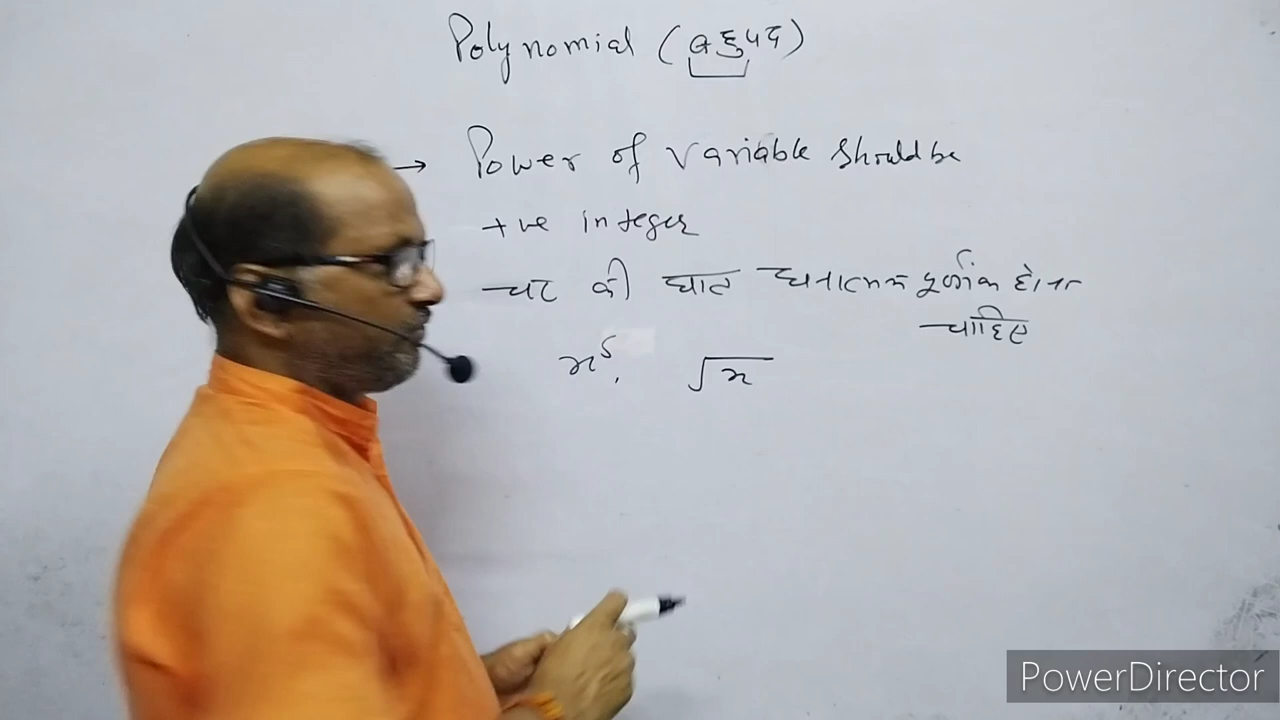 Polynomial (बहुपद)
→ Power of variable should be
+ve integer
चर की घात धनात्मक पूर्णांक होना
चाहिए
x⁵, √x
PowerDirector